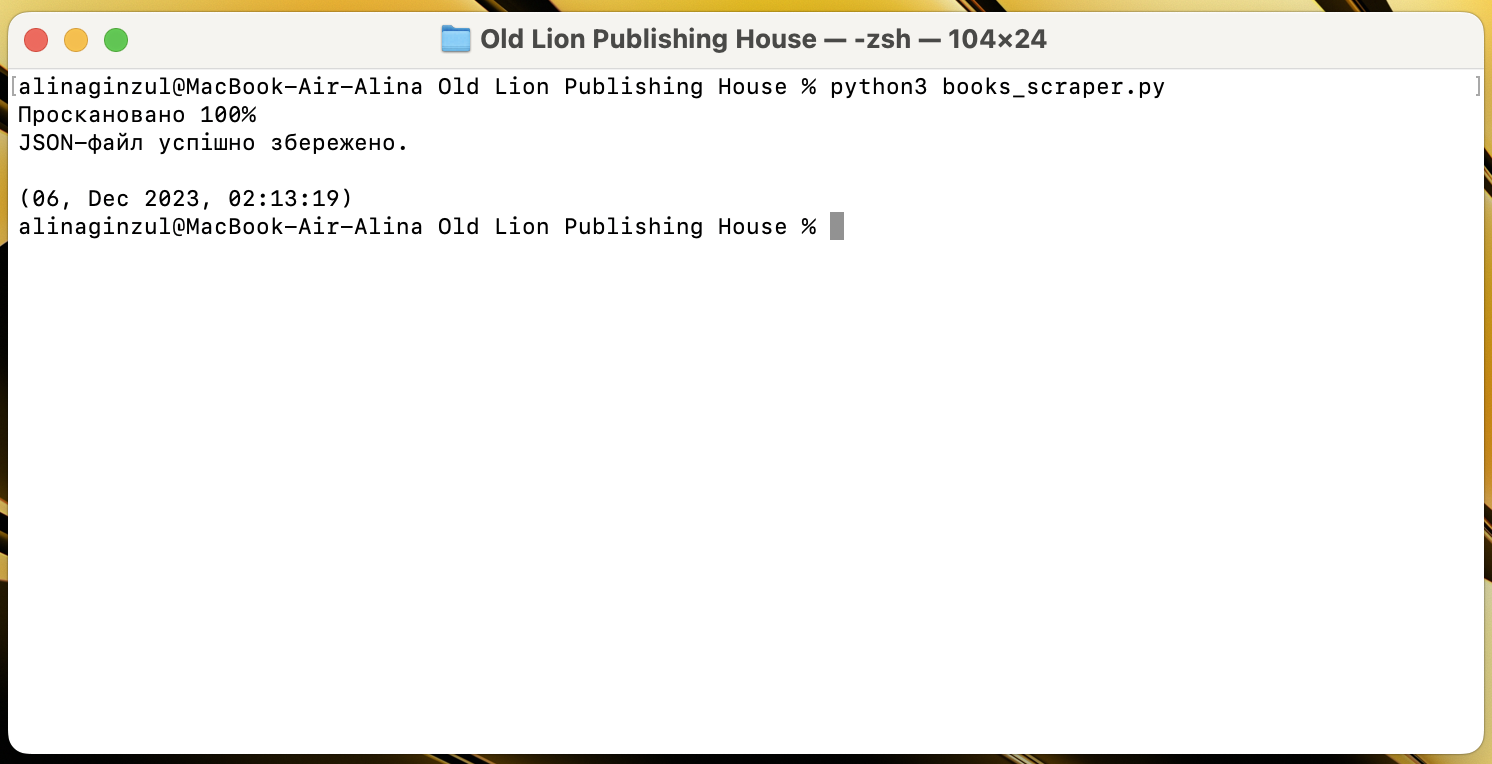 Old Lion Publishing House — -zsh — 104×24
[alinaginzul@MacBook-Air-Alina Old Lion Publishing House % python3 books_scraper.py ]
Проскановано 100%
JSON-файл успішно збережено.
(06, Dec 2023, 02:13:19)
alinaginzul@MacBook-Air-Alina Old Lion Publishing House %